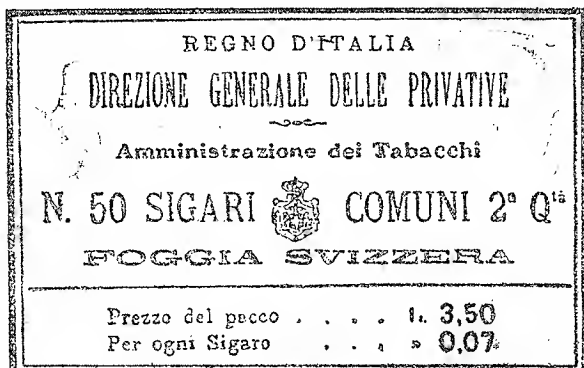 REGNO D'ITALIA
DIREZIONE GENERALE DELLE PRIVATIVE
Amministrazione dei Tabacchi
N. 50 SIGARI COMUNI 2ª Qtà
FOGGIA SVIZZERA
Prezzo del pacco . . . . L. 3,50
Per ogni Sigaro . . . » 0,07